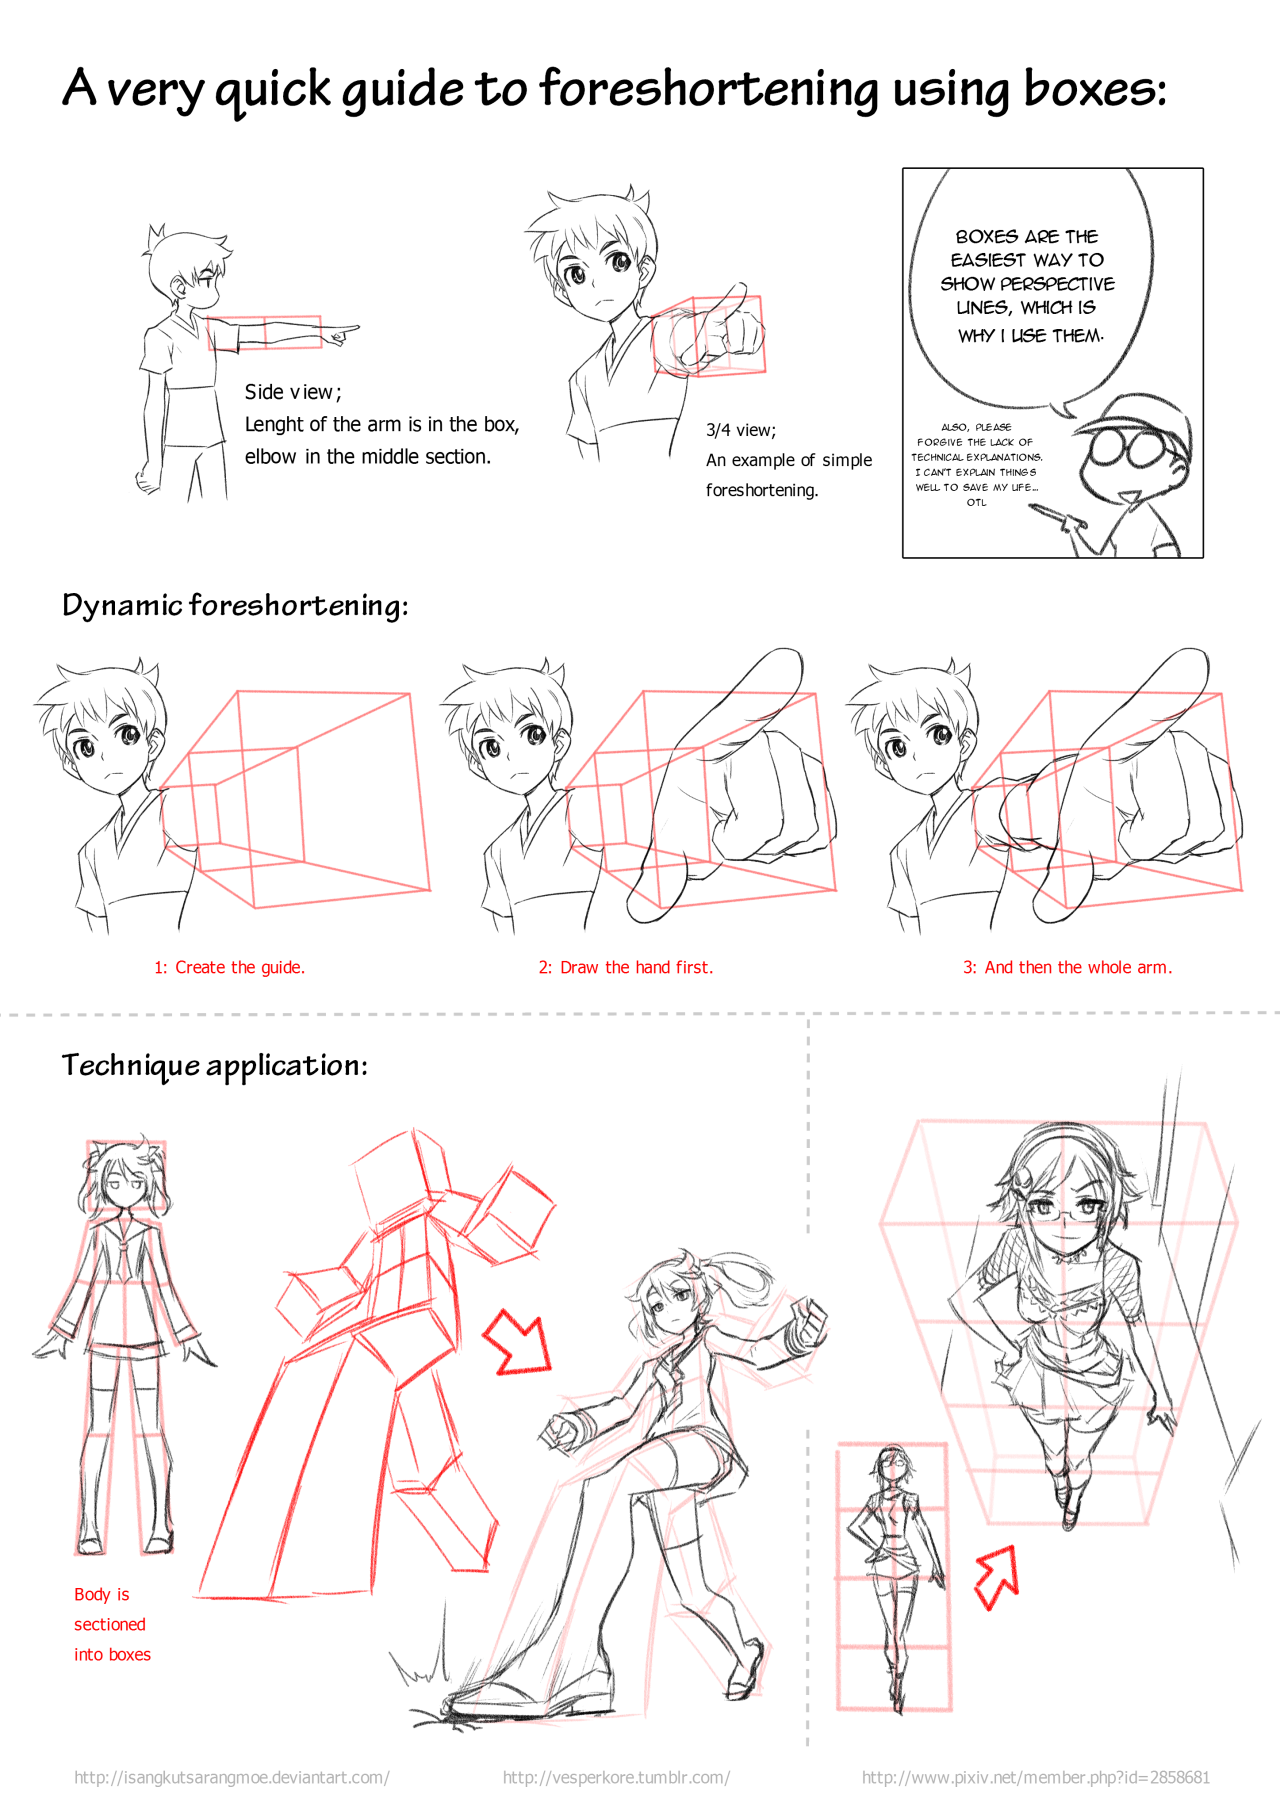 A very quick guide to foreshortening using boxes:
BOXES ARE THE
EASIEST WAY TO
SHOW PERSPECTIVE
LINES, WHICH IS
WHY I USE THEM.
Side view;
Lenght of the arm is in the box,
elbow in the middle section.
3/4 view;
An example of simple
foreshortening.
ALSO, PLEASE
FORGIVE THE LACK OF
TECHNICAL EXPLANATIONS.
I CAN'T EXPLAIN THINGS
WELL TO SAVE MY LIFE...
OTL
Dynamic foreshortening:
1: Create the guide.
2: Draw the hand first.
3: And then the whole arm.
Technique application:
Body is
sectioned
into boxes
http://isangkutsarangmoe.deviantart.com/
http://vesperkore.tumblr.com/
http://www.pixiv.net/member.php?id=2858681